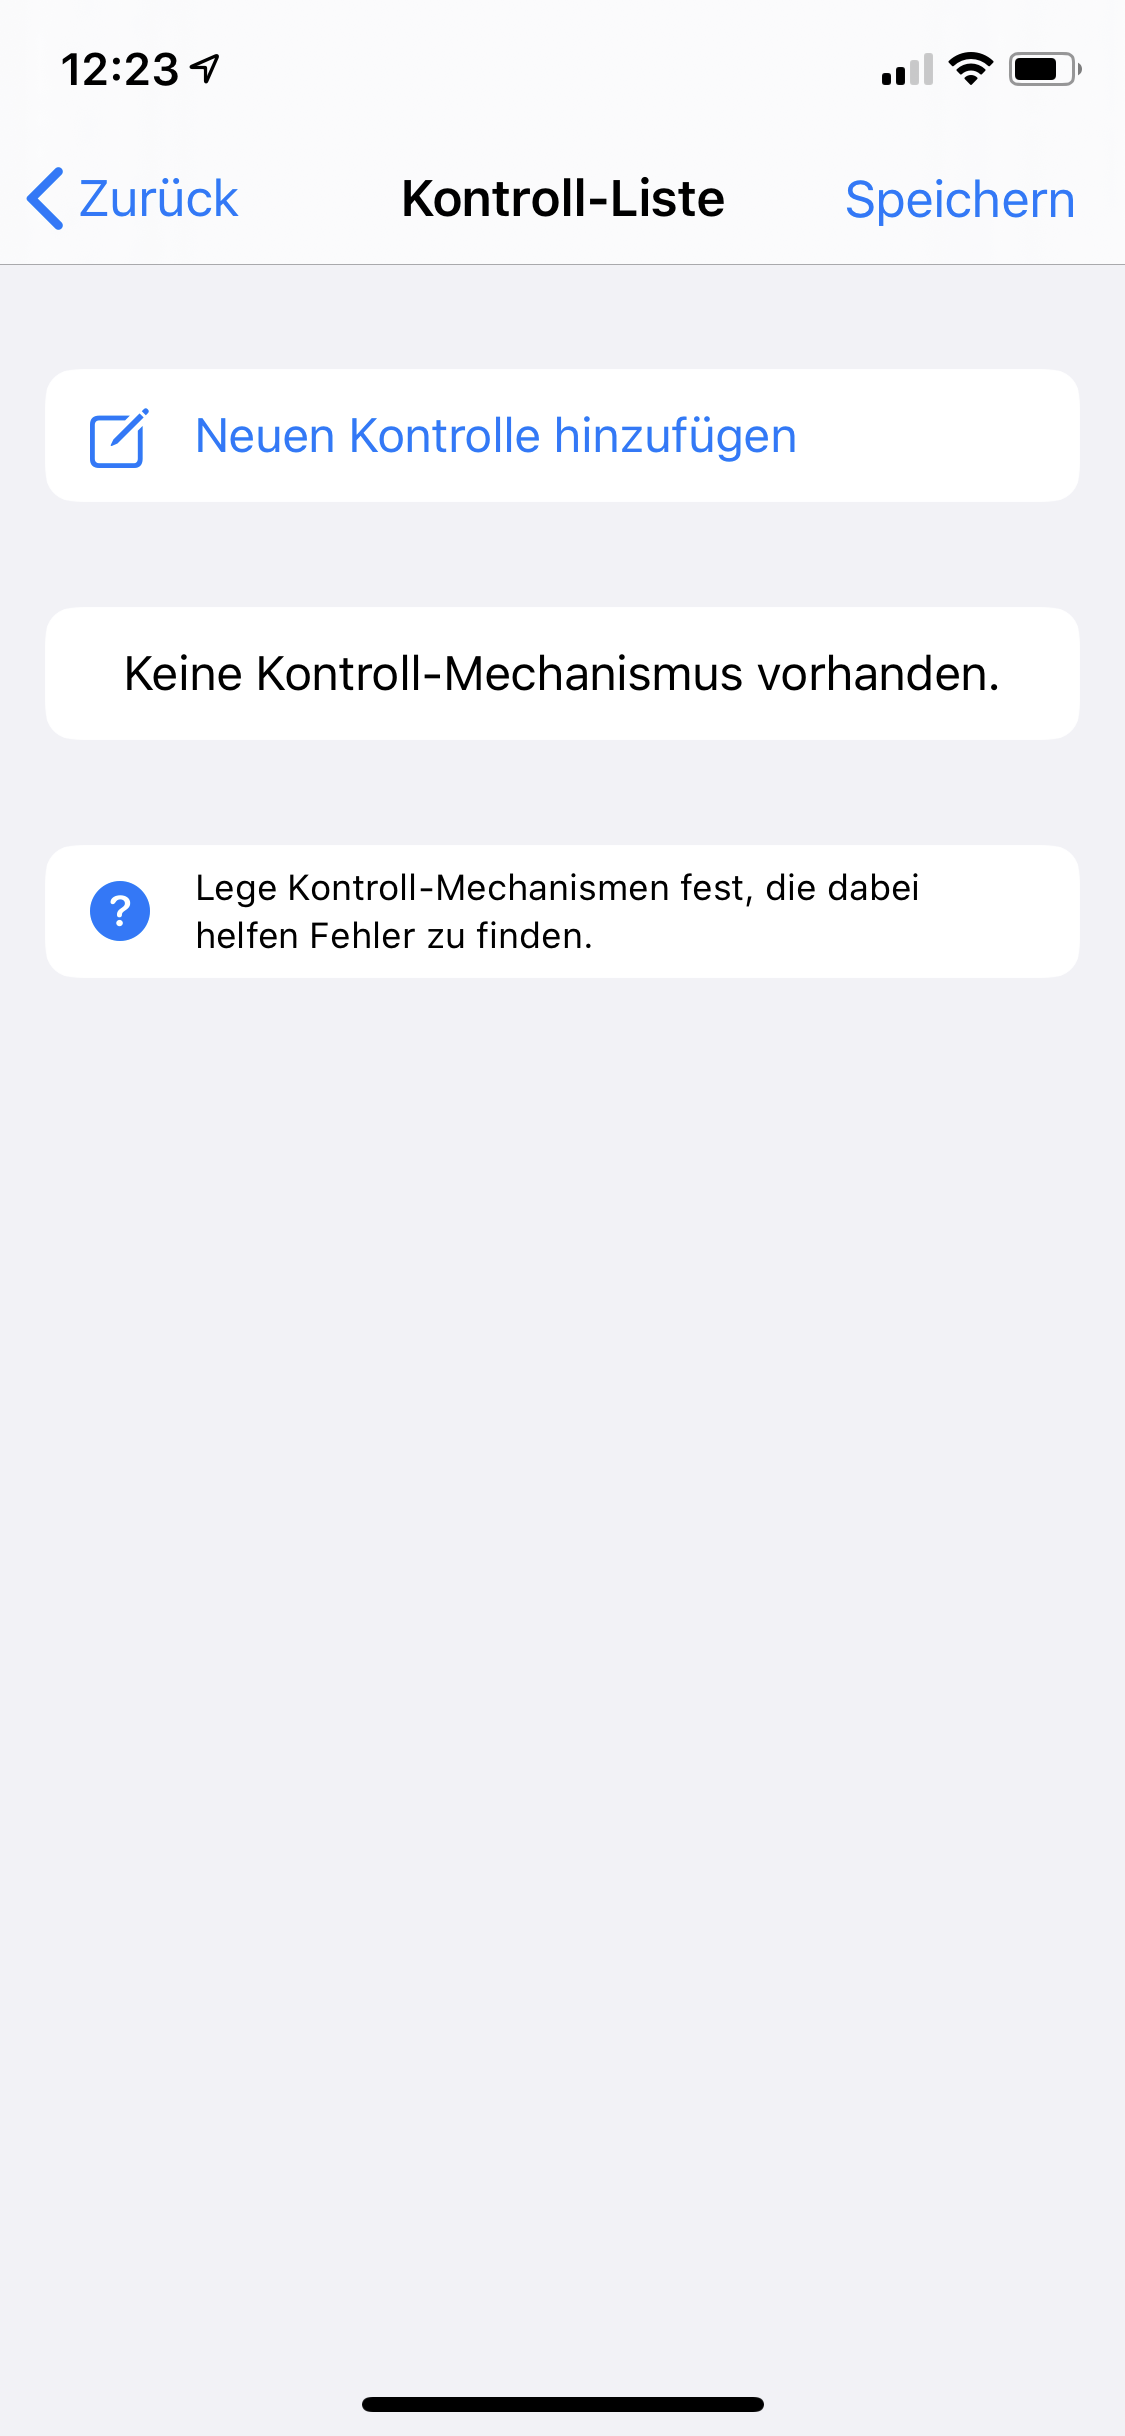 12:23
Zurück
Kontroll-Liste
Speichern
Neuen Kontrolle hinzufügen
Keine Kontroll-Mechanismus vorhanden.
?
Lege Kontroll-Mechanismen fest, die dabei
helfen Fehler zu finden.